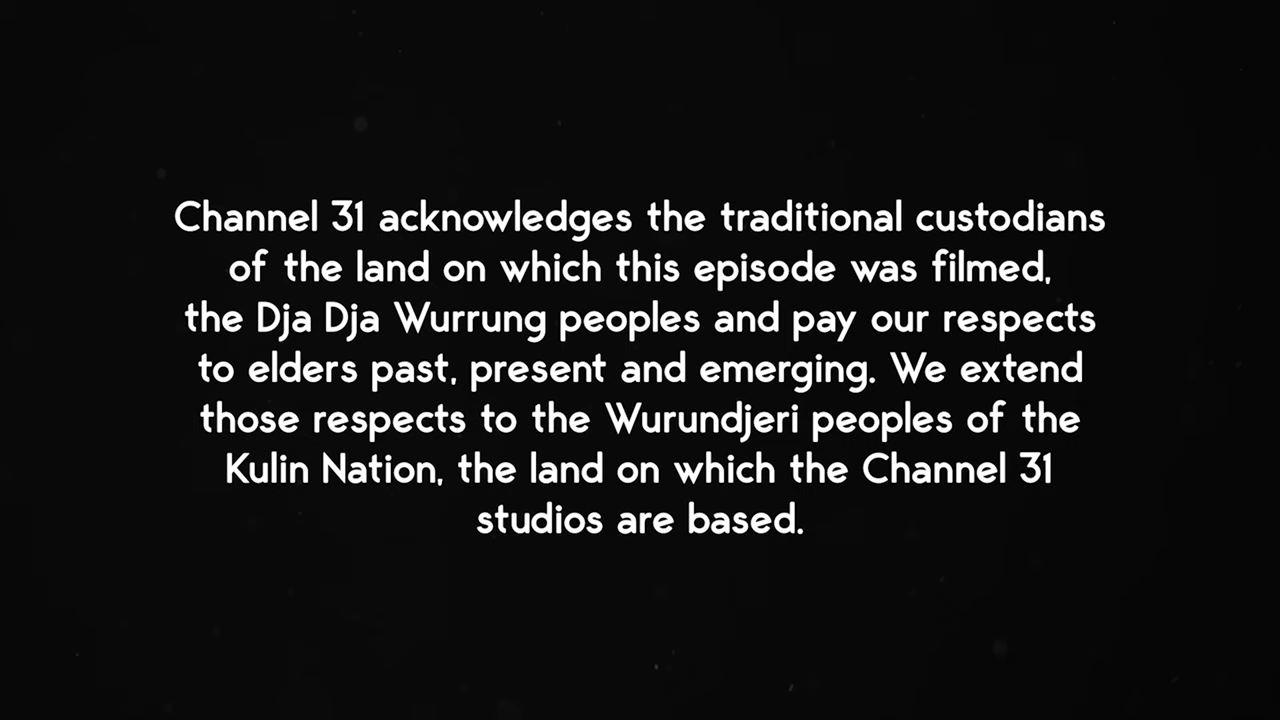 Channel 31 acknowledges the traditional custodians
of the land on which this episode was filmed,
the Dja Dja Wurrung peoples and pay our respects
to elders past, present and emerging. We extend
those respects to the Wurundjeri peoples of the
Kulin Nation, the land on which the Channel 31
studios are based.